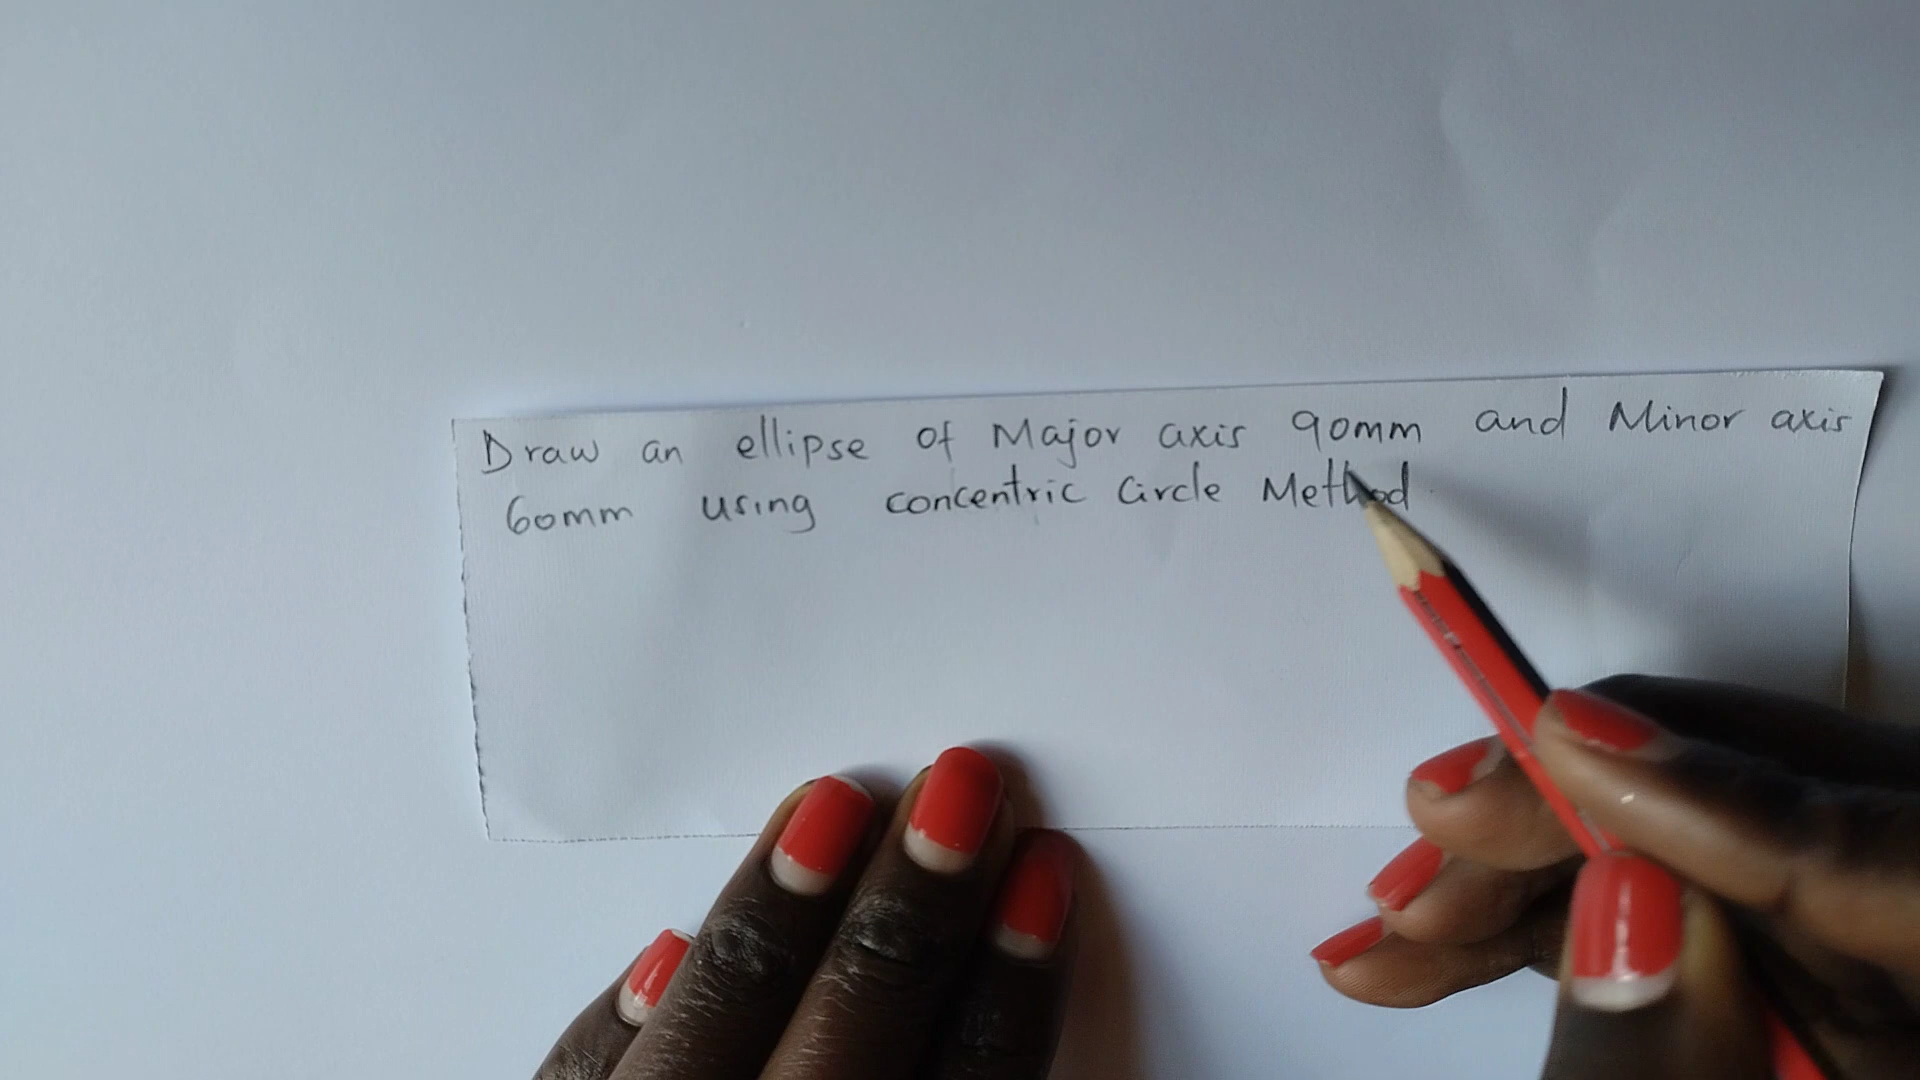 Draw an ellipse of Major axis 90mm and Minor axis
60mm using concentric Circle Method